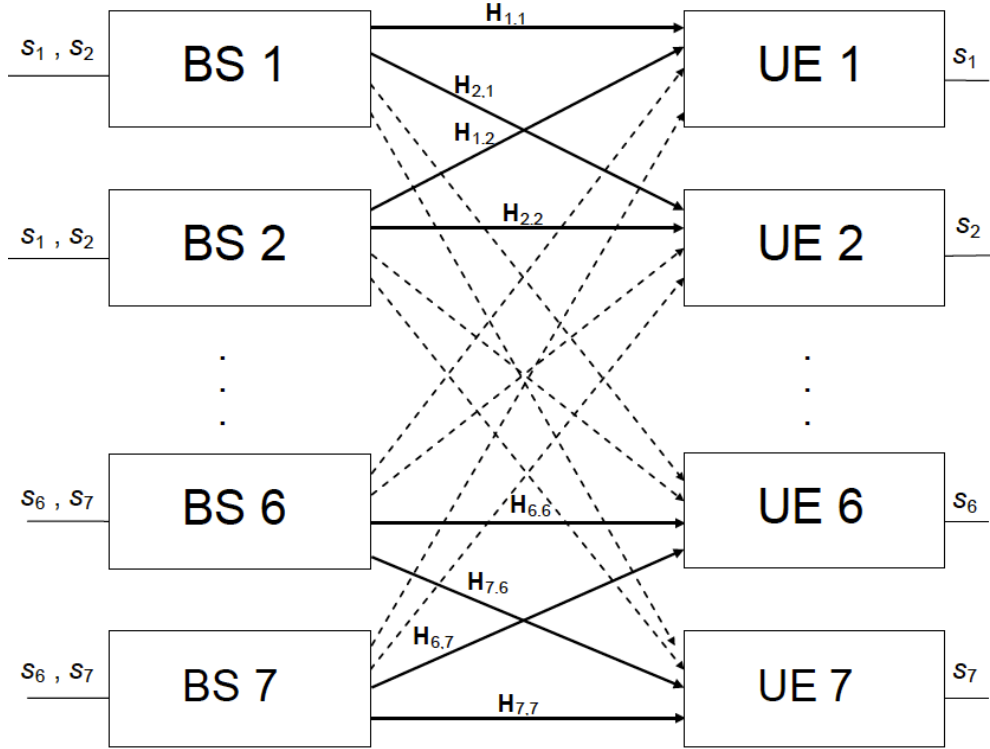 H1.1
s1 , s2 BS 1 UE 1 s1
H2.1
H1.2
s1 , s2 BS 2 H2.2 UE 2 s2
. .
. .
. .
s6 , s7 BS 6 H6.6 UE 6 s6
H7.6
H6.7
s6 , s7 BS 7 UE 7 s7
H7.7